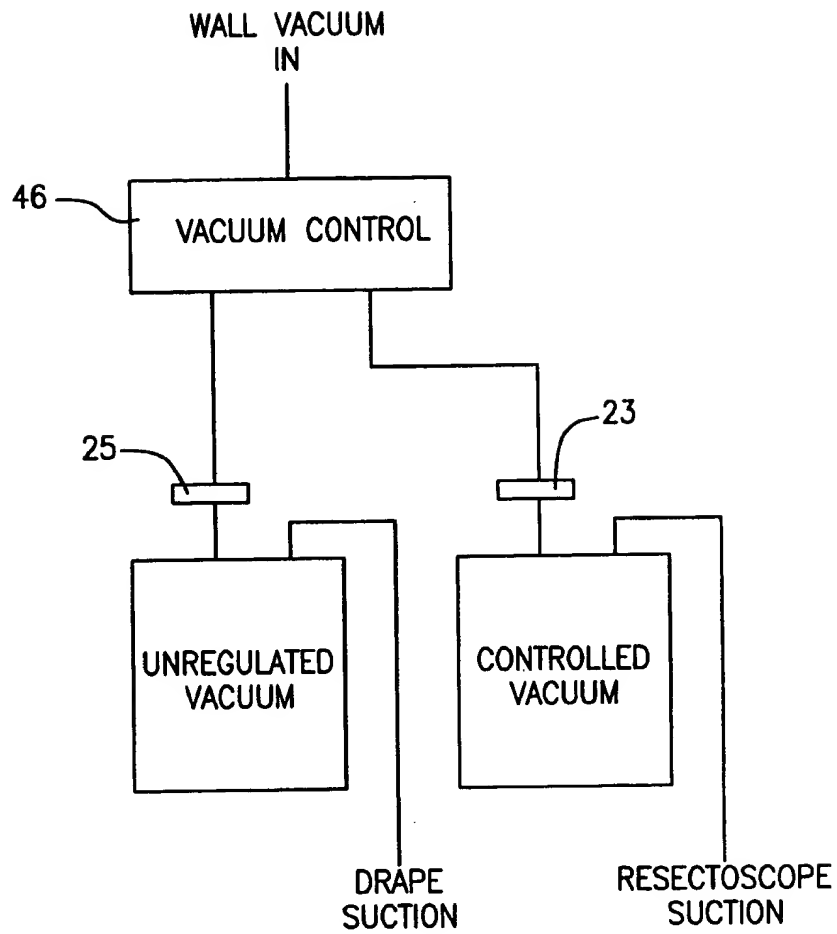 WALL VACUUM
IN
46
VACUUM CONTROL
25
23
UNREGULATED
VACUUM
CONTROLLED
VACUUM
DRAPE
SUCTION
RESECTOSCOPE
SUCTION